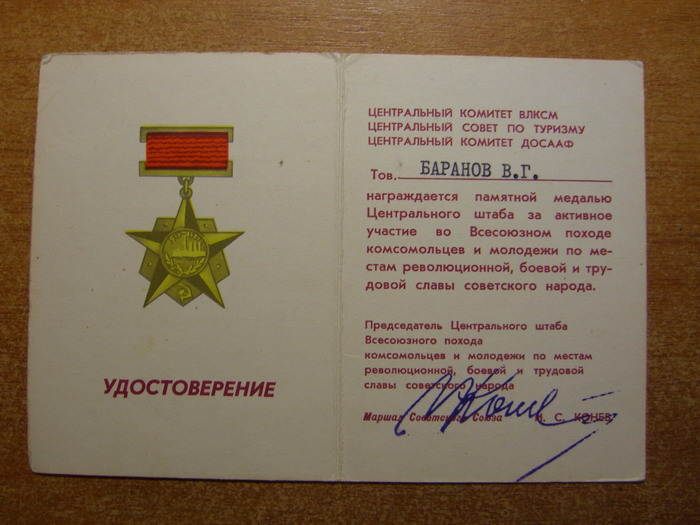 УДОСТОВЕРЕНИЕ
ЦЕНТРАЛЬНЫЙ КОМИТЕТ ВЛКСМ
ЦЕНТРАЛЬНЫЙ СОВЕТ ПО ТУРИЗМУ
ЦЕНТРАЛЬНЫЙ КОМИТЕТ ДОСААФ
Тов. БАРАНОВ В.Г.
награждается памятной медалью
Центрального штаба за активное
участие во Всесоюзном походе
комсомольцев и молодежи по ме-
стам революционной, боевой и тру-
довой славы советского народа.
Председатель Центрального штаба
Всесоюзного похода
комсомольцев и молодежи по местам
революционной, боевой и трудовой
славы советского народа
Маршал Советского Союза И. С. КОНЕВ